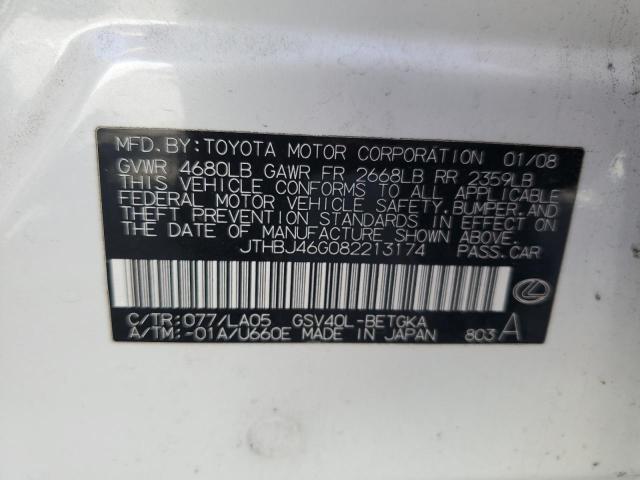 MFD. BY: TOYOTA MOTOR CORPORATION 01/08
GVWR 4680LB GAWR FR 2668LB RR 2359LB
THIS VEHICLE CONFORMS TO ALL APPLICABLE
FEDERAL MOTOR VEHICLE SAFETY, BUMPER, AND
THEFT PREVENTION STANDARDS IN EFFECT ON
THE DATE OF MANUFACTURE SHOWN ABOVE.
JTHBJ46G082213174 PASS. CAR
C/TR: 077/LA05 GSV40L-BETGKA
A/TM: -01A/U660E MADE IN JAPAN 803 A